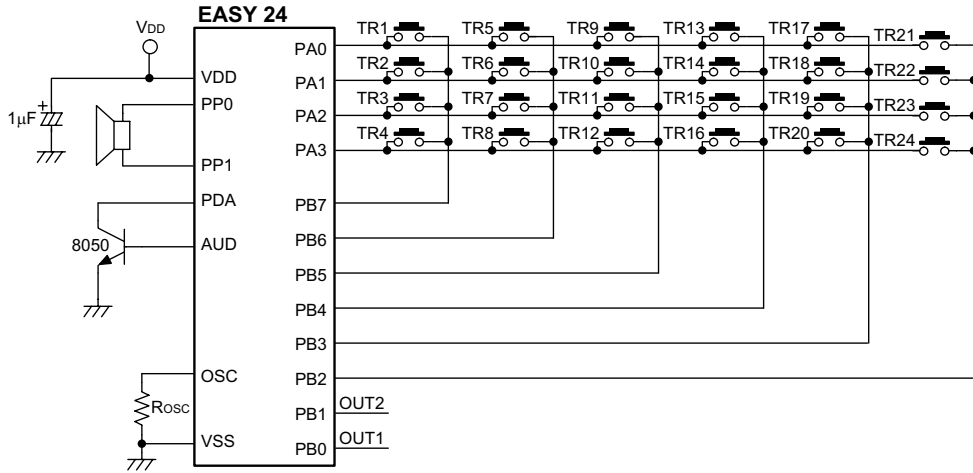 EASY 24
VDD
1µF
VDD
PP0
PP1
PDA
8050
AUD
OSC
ROSC
VSS
PA0
PA1
PA2
PA3
PB7
PB6
PB5
PB4
PB3
PB2
PB1
PB0
OUT2
OUT1
TR1 TR5 TR9 TR13 TR17 TR21
TR2 TR6 TR10 TR14 TR18 TR22
TR3 TR7 TR11 TR15 TR19 TR23
TR4 TR8 TR12 TR16 TR20 TR24